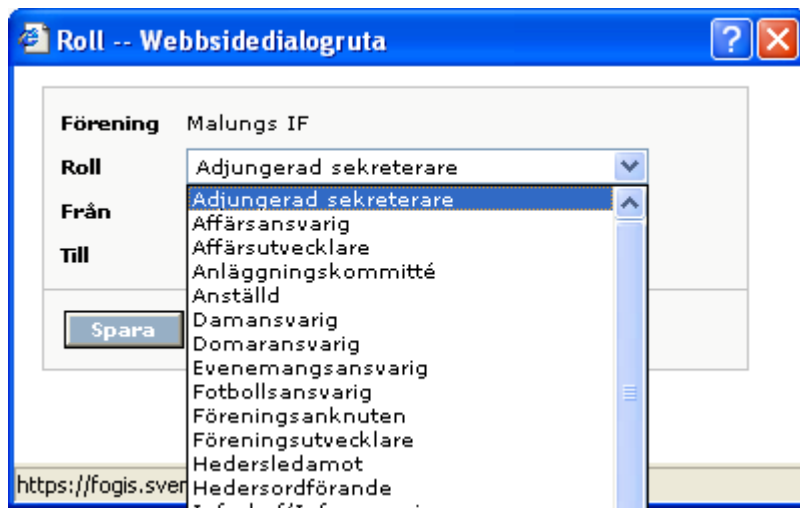 Roll -- Webbsidedialogruta
Förening Malungs IF
Roll Adjungerad sekreterare
Från
Till
Spara
Adjungerad sekreterare
Affärsansvarig
Affärsutvecklare
Anläggningskommitté
Anställd
Damansvarig
Domaransvarig
Evenemangsansvarig
Fotbollsansvarig
Föreningsanknuten
Föreningsutvecklare
Hedersledamot
Hedersordförande
https://fogis.sver